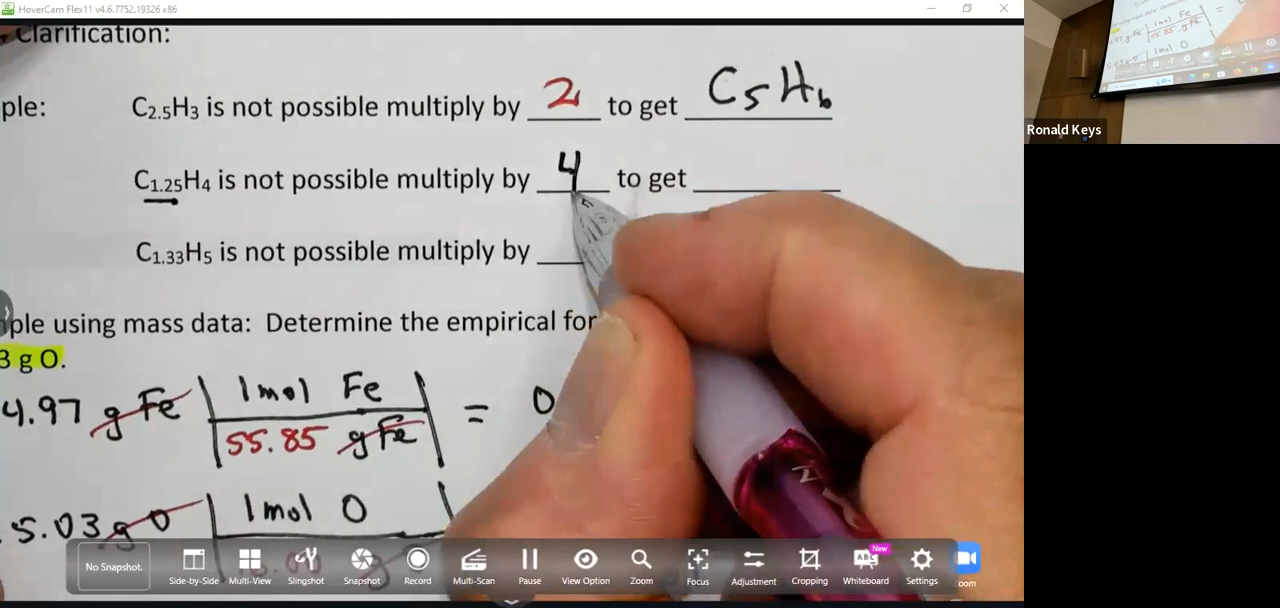 HoverCam Flex11 v4.6.7752.19326 x86
Clarification:
ple: C2.5H3 is not possible multiply by 2 to get C5H6
C1.25H4 is not possible multiply by 4 to get
C1.33H5 is not possible multiply by
ple using mass data: Determine the empirical for
3 g O.
4.97 g Fe 1 mol Fe = 0
55.85 g Fe
5.03 g O 1 mol O
No Snapshot.
Side-by-Side Multi-View Slingshot Snapshot Record Multi-Scan Pause View Option Zoom Focus Adjustment Cropping New Whiteboard Settings oom
Ronald Keys